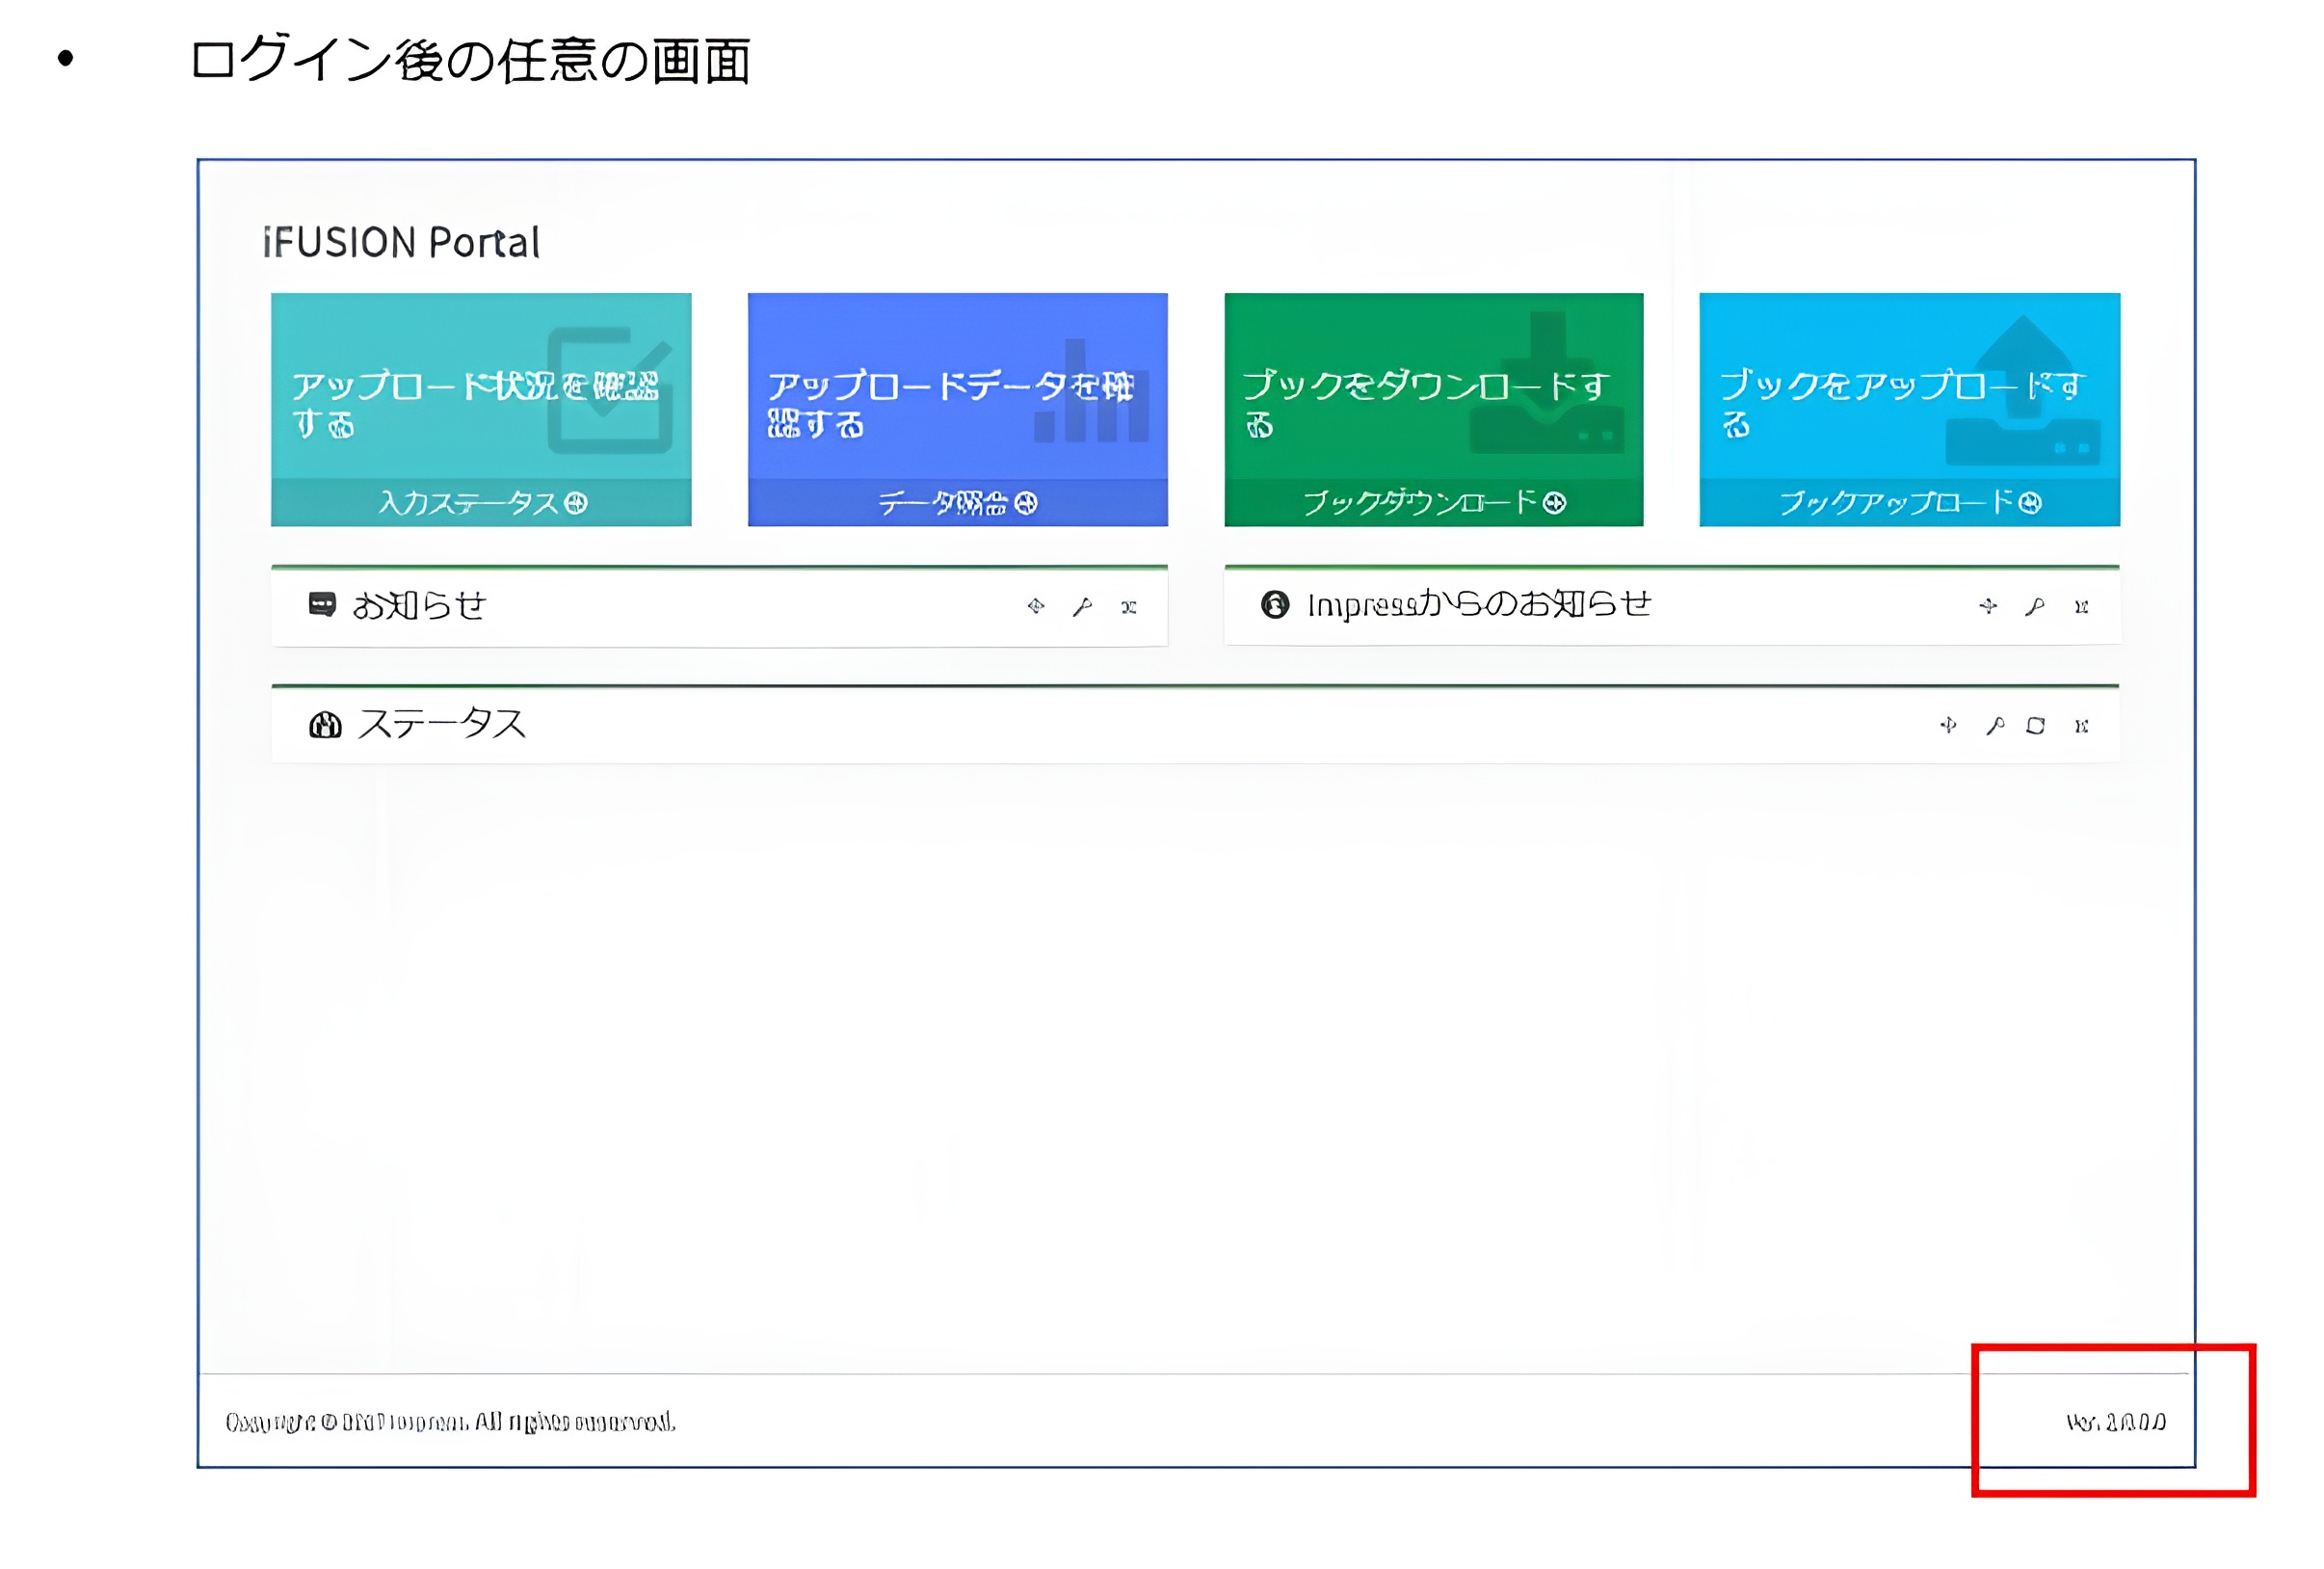 • ログイン後の任意の画面
iFUSION Portal
アップロード状況を確認
する
アップロードデータを確
認する
ブックをダウンロードす
る
ブックをアップロードす
る
入力ステータス
データ照会
ブックダウンロード
ブックアップロード
お知らせ
Impressからのお知らせ
ステータス
All rights reserved.
Ver.